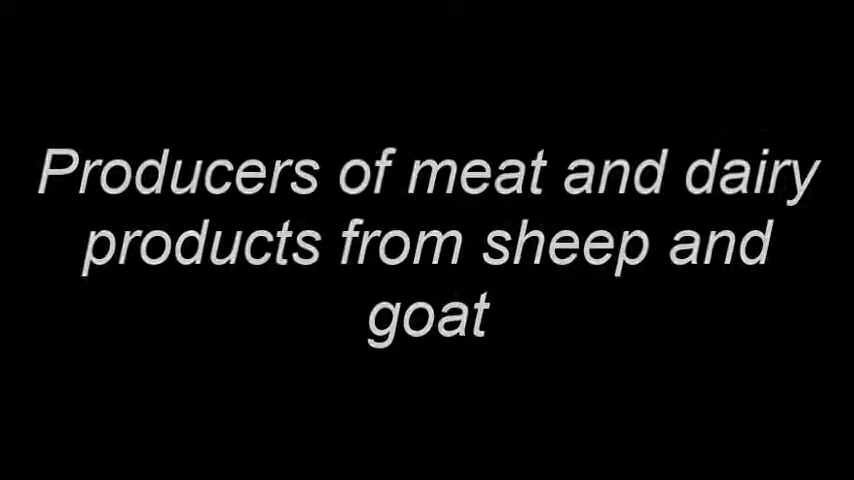 Producers of meat and dairy
products from sheep and
goat